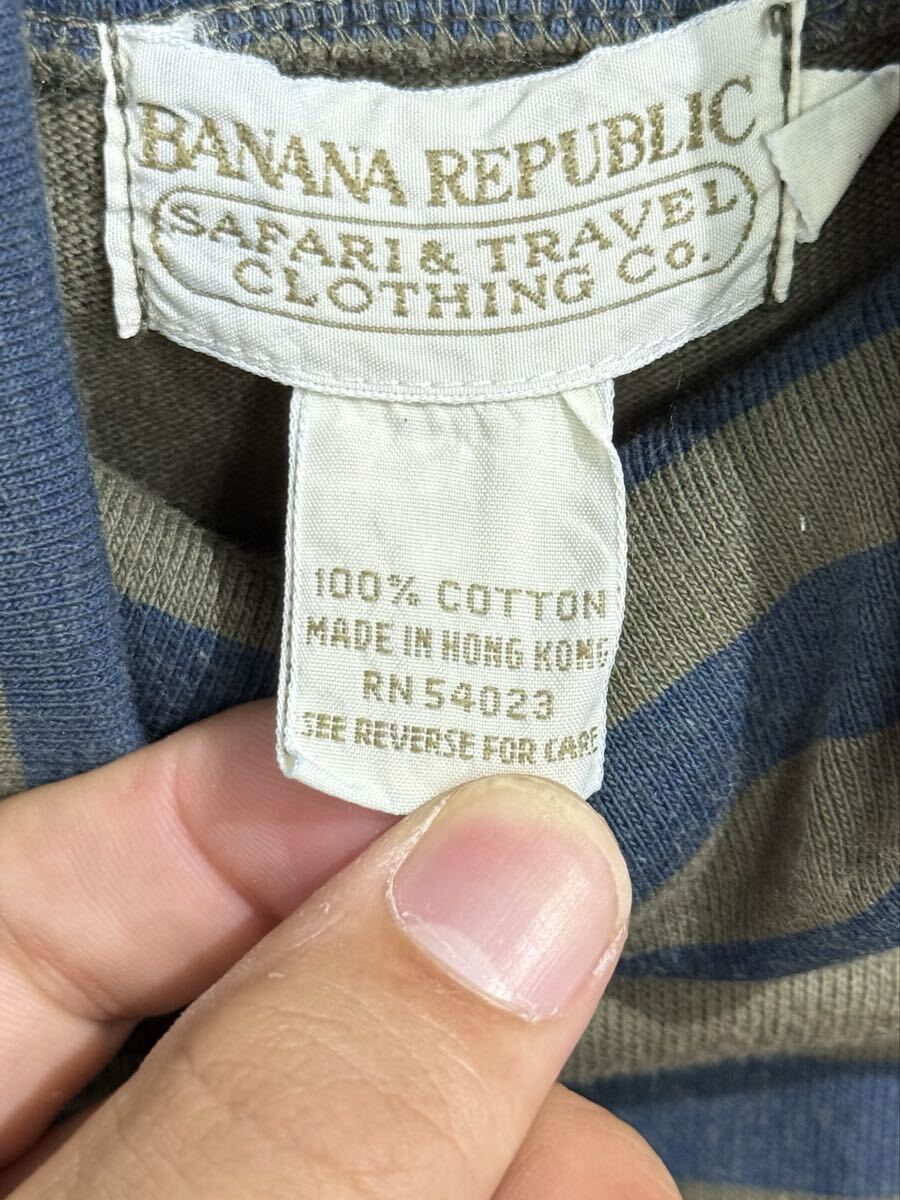 BANANA REPUBLIC
SAFARI & TRAVEL
CLOTHING Co.
100% COTTON
MADE IN HONG KONG
RN 54023
SEE REVERSE FOR CARE